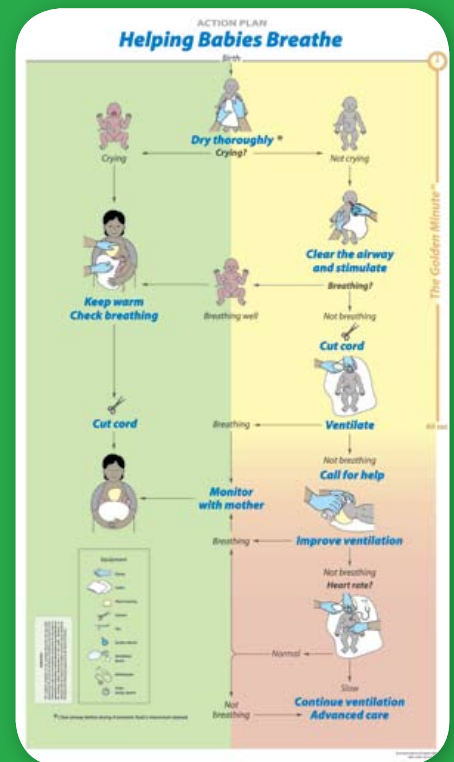 ACTION PLAN
Helping Babies Breathe
Birth
Dry thoroughly *
Crying?
Crying
Not crying
Clear the airway
and stimulate
Breathing?
Keep warm
Check breathing
Breathing well
Not breathing
Cut cord
Cut cord
Breathing
Ventilate
Not breathing
Call for help
Monitor
with mother
Breathing
Improve ventilation
Not breathing
Heart rate?
Normal
Slow
Not
Breathing
Continue ventilation
Advanced care
Equipment
The Golden Minute
60 sec